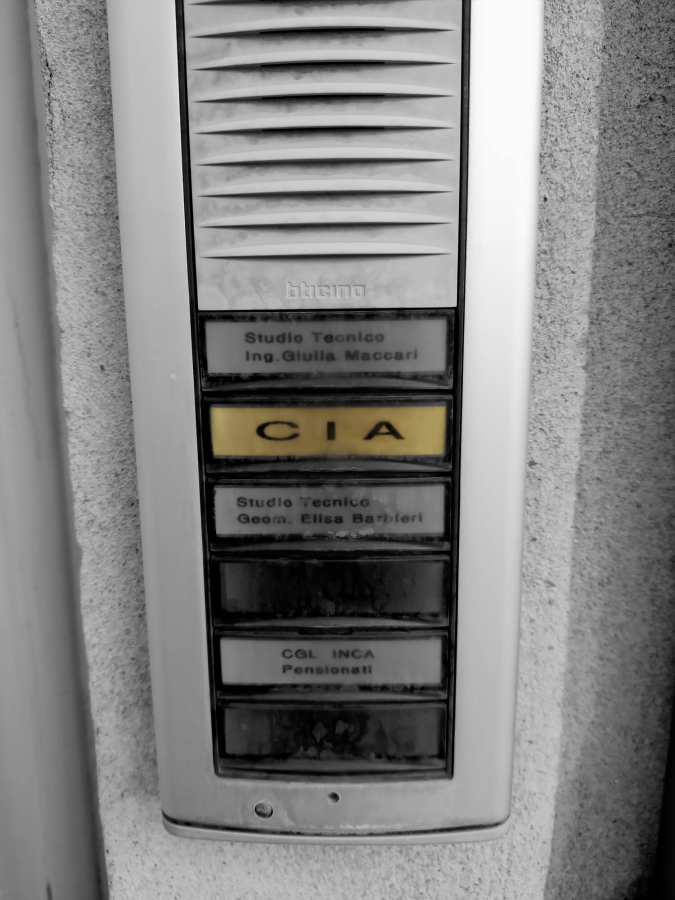 bticino
Studio Tecnico
Ing.Giulia Maccari
CIA
Studio Tecnico
Geom. Elisa Barbieri
CGL INCA
Pensionati